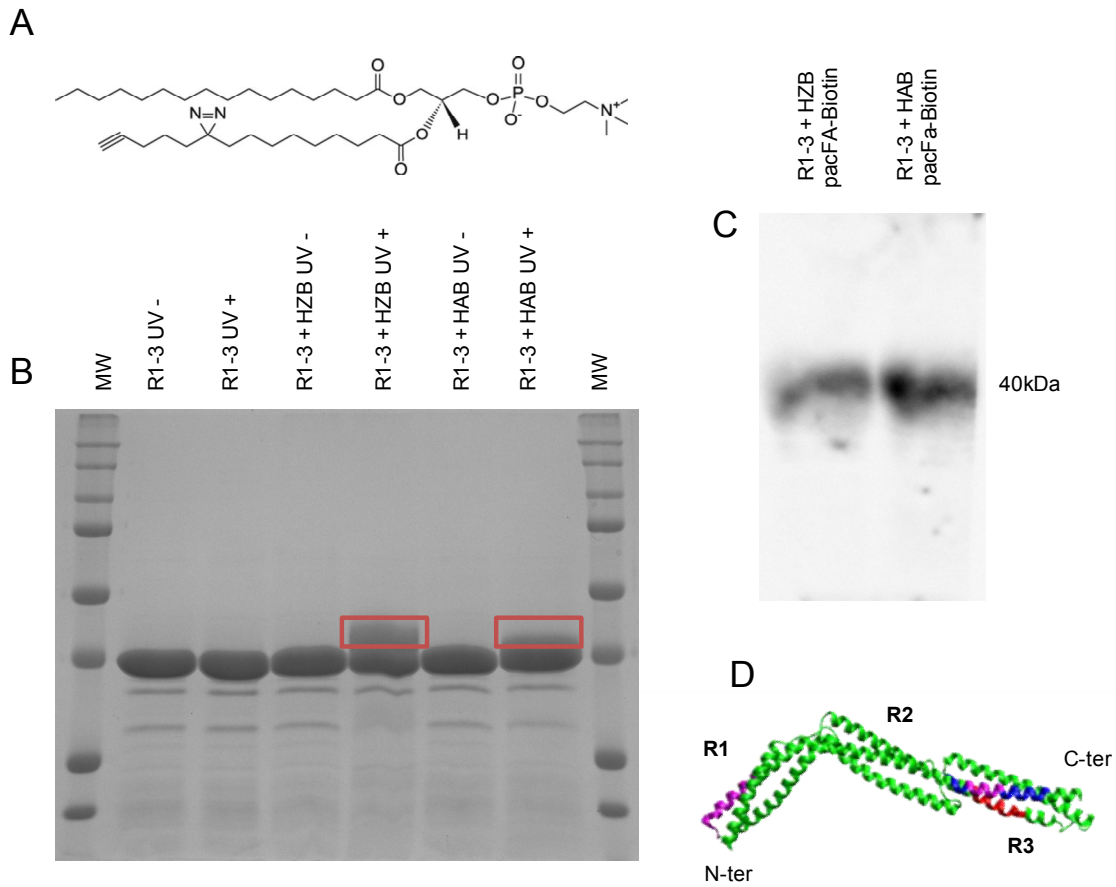 A
O
O
O
P
O
O
O-
N+
N=N
H
O
O
B
MW
R1-3 UV -
R1-3 UV +
R1-3 + HZB UV -
R1-3 + HZB UV +
R1-3 + HAB UV -
R1-3 + HAB UV +
MW
C
R1-3 + HZB
pacFA-Biotin
R1-3 + HAB
pacFa-Biotin
40kDa
D
R1
R2
R3
N-ter
C-ter